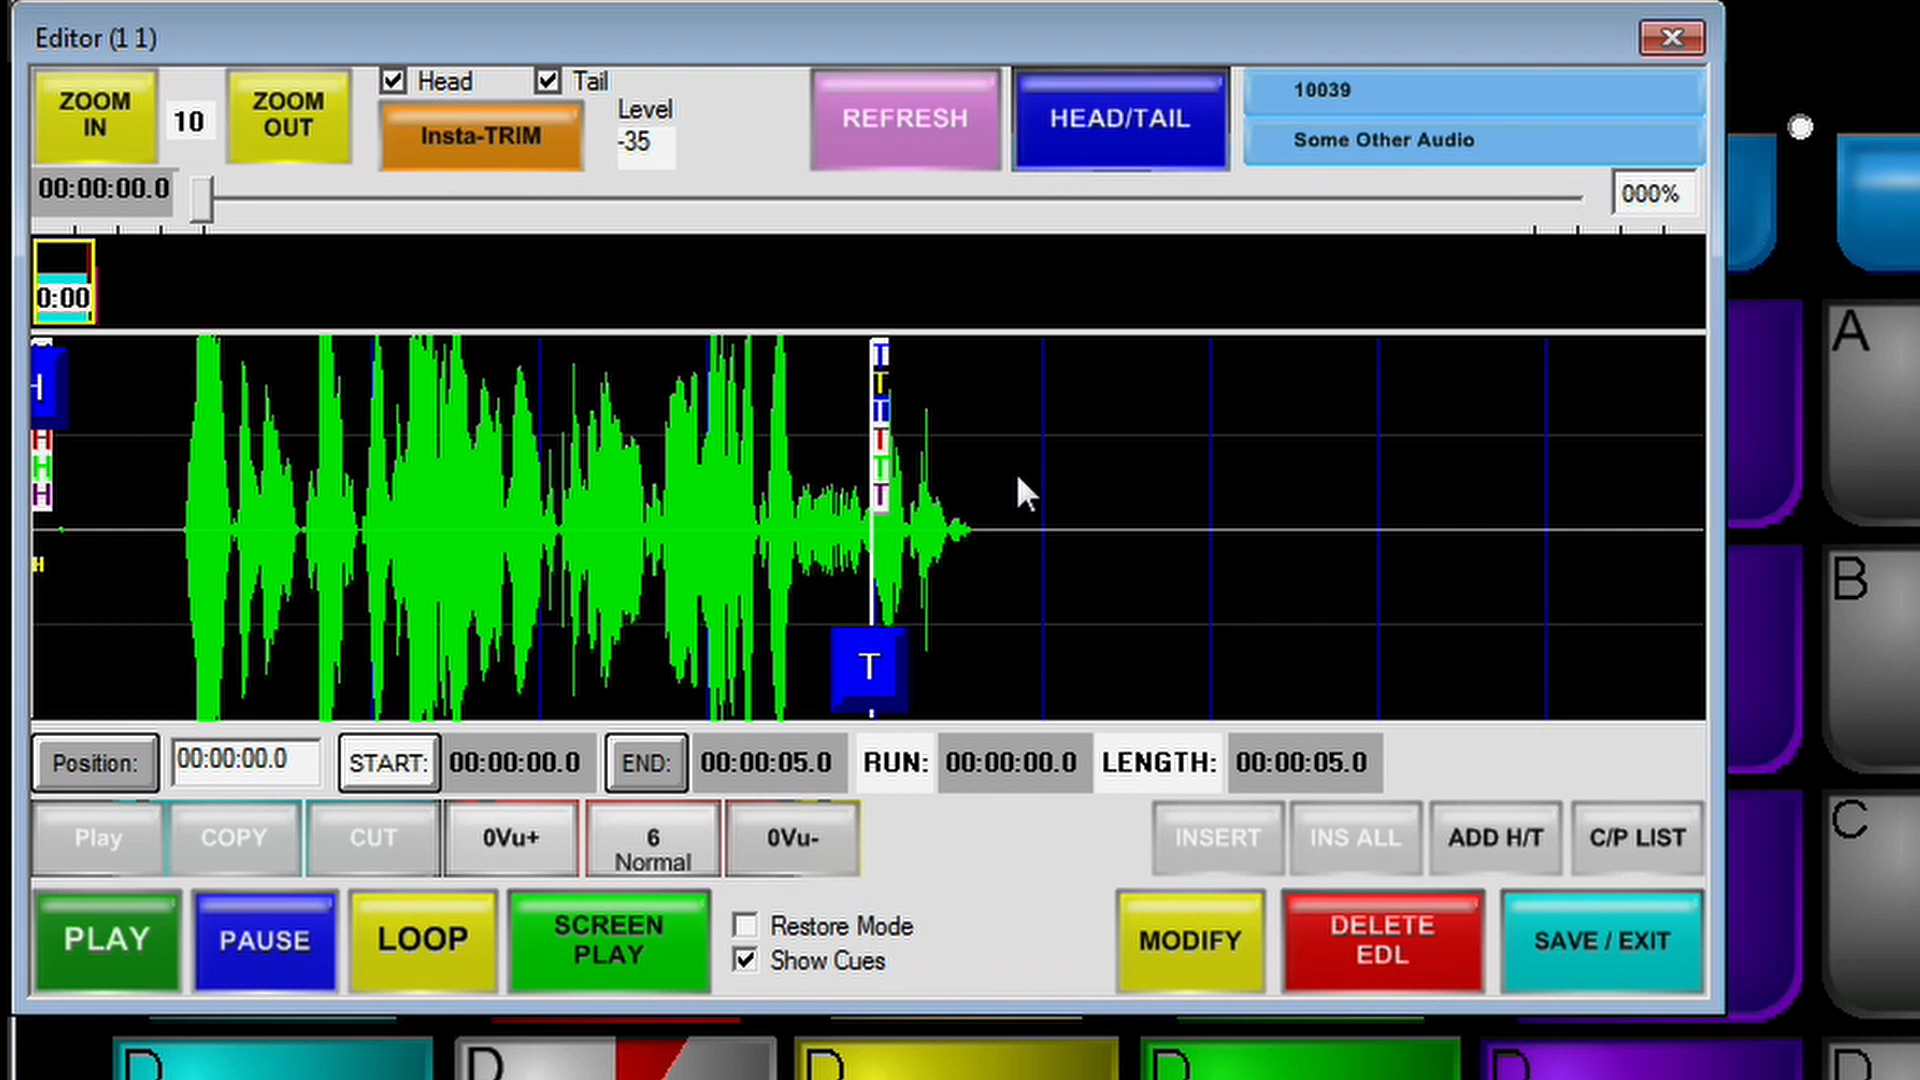 Editor (1 1)
ZOOM IN
10
ZOOM OUT
Head
Tail
Insta-TRIM
Level
-35
REFRESH
HEAD/TAIL
10039
Some Other Audio
00:00:00.0
000%
0:00
H
H
H
H
H
T
T
T
T
T
T
T
A
B
C
Position:
00:00:00.0
START:
00:00:00.0
END:
00:00:05.0
RUN:
00:00:00.0
LENGTH:
00:00:05.0
Play
COPY
CUT
0Vu+
6
Normal
0Vu-
INSERT
INS ALL
ADD H/T
C/P LIST
PLAY
PAUSE
LOOP
SCREEN PLAY
Restore Mode
Show Cues
MODIFY
DELETE EDL
SAVE / EXIT
D
D
D
D
D
D